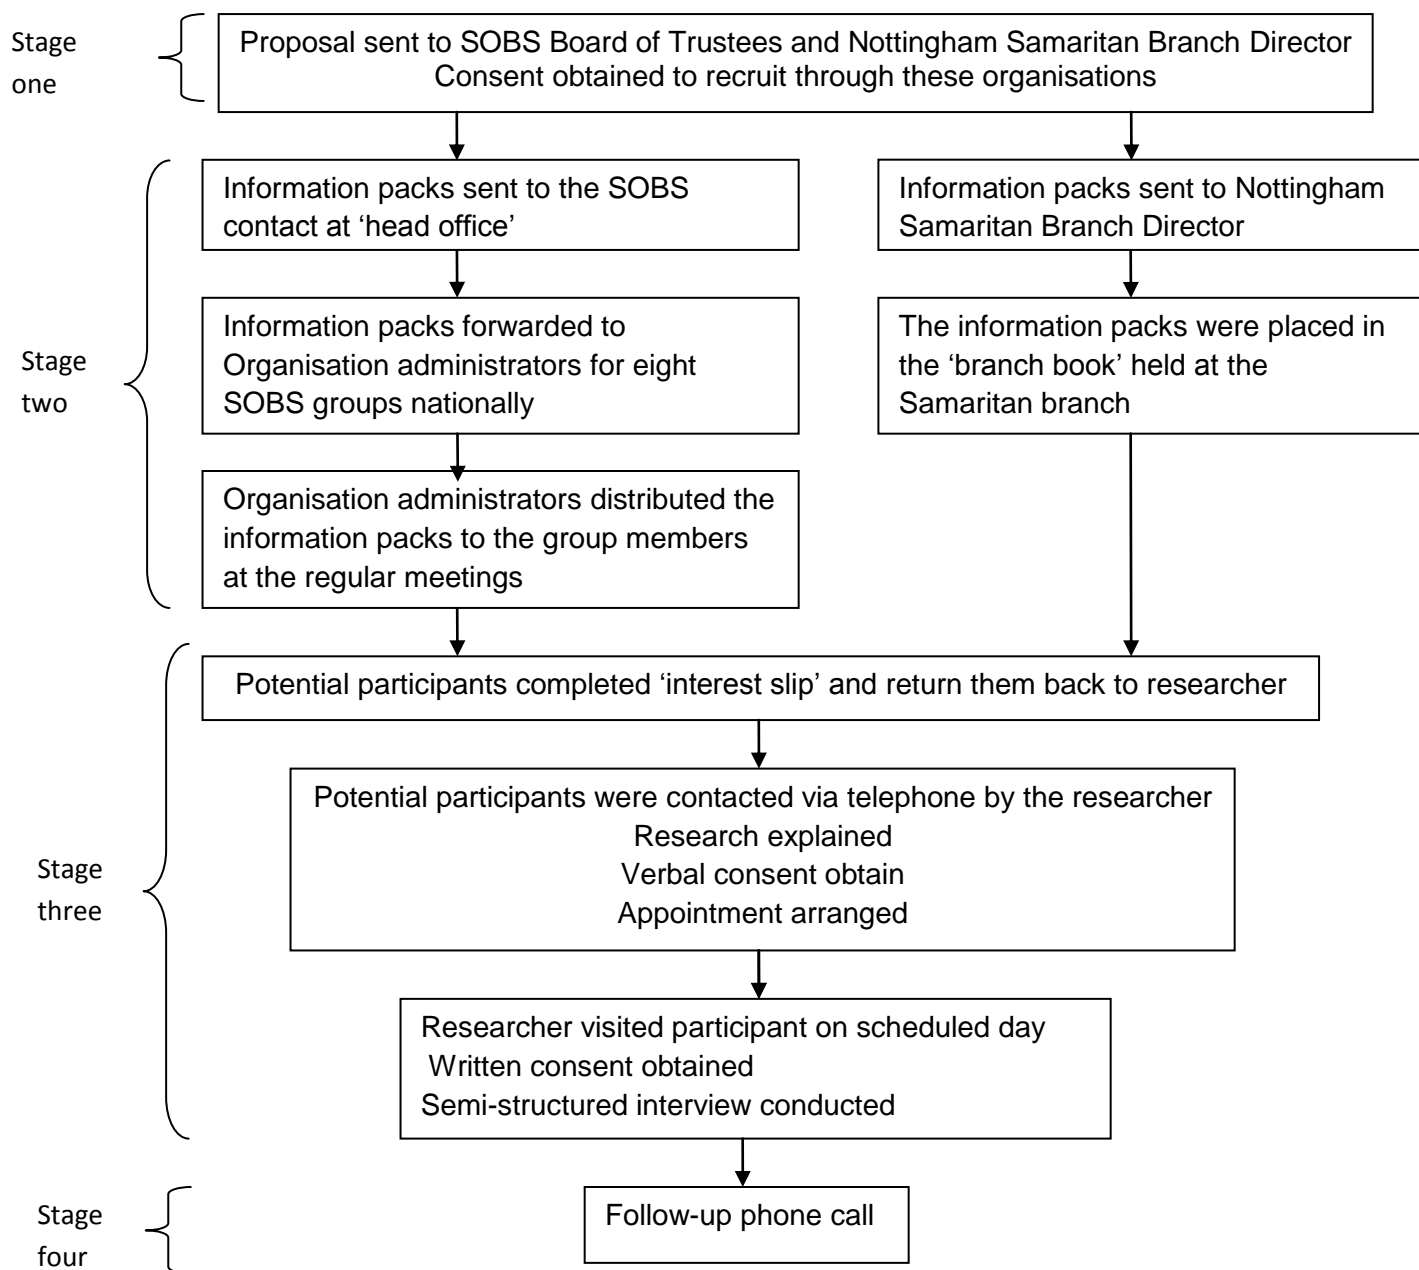 Stage
one
Proposal sent to SOBS Board of Trustees and Nottingham Samaritan Branch Director
Consent obtained to recruit through these organisations
Stage
two
Information packs sent to the SOBS
contact at ‘head office’
Information packs sent to Nottingham
Samaritan Branch Director
Information packs forwarded to
Organisation administrators for eight
SOBS groups nationally
The information packs were placed in
the ‘branch book’ held at the
Samaritan branch
Organisation administrators distributed the
information packs to the group members
at the regular meetings
Stage
three
Potential participants completed ‘interest slip’ and return them back to researcher
Potential participants were contacted via telephone by the researcher
Research explained
Verbal consent obtain
Appointment arranged
Researcher visited participant on scheduled day
Written consent obtained
Semi-structured interview conducted
Stage
four
Follow-up phone call